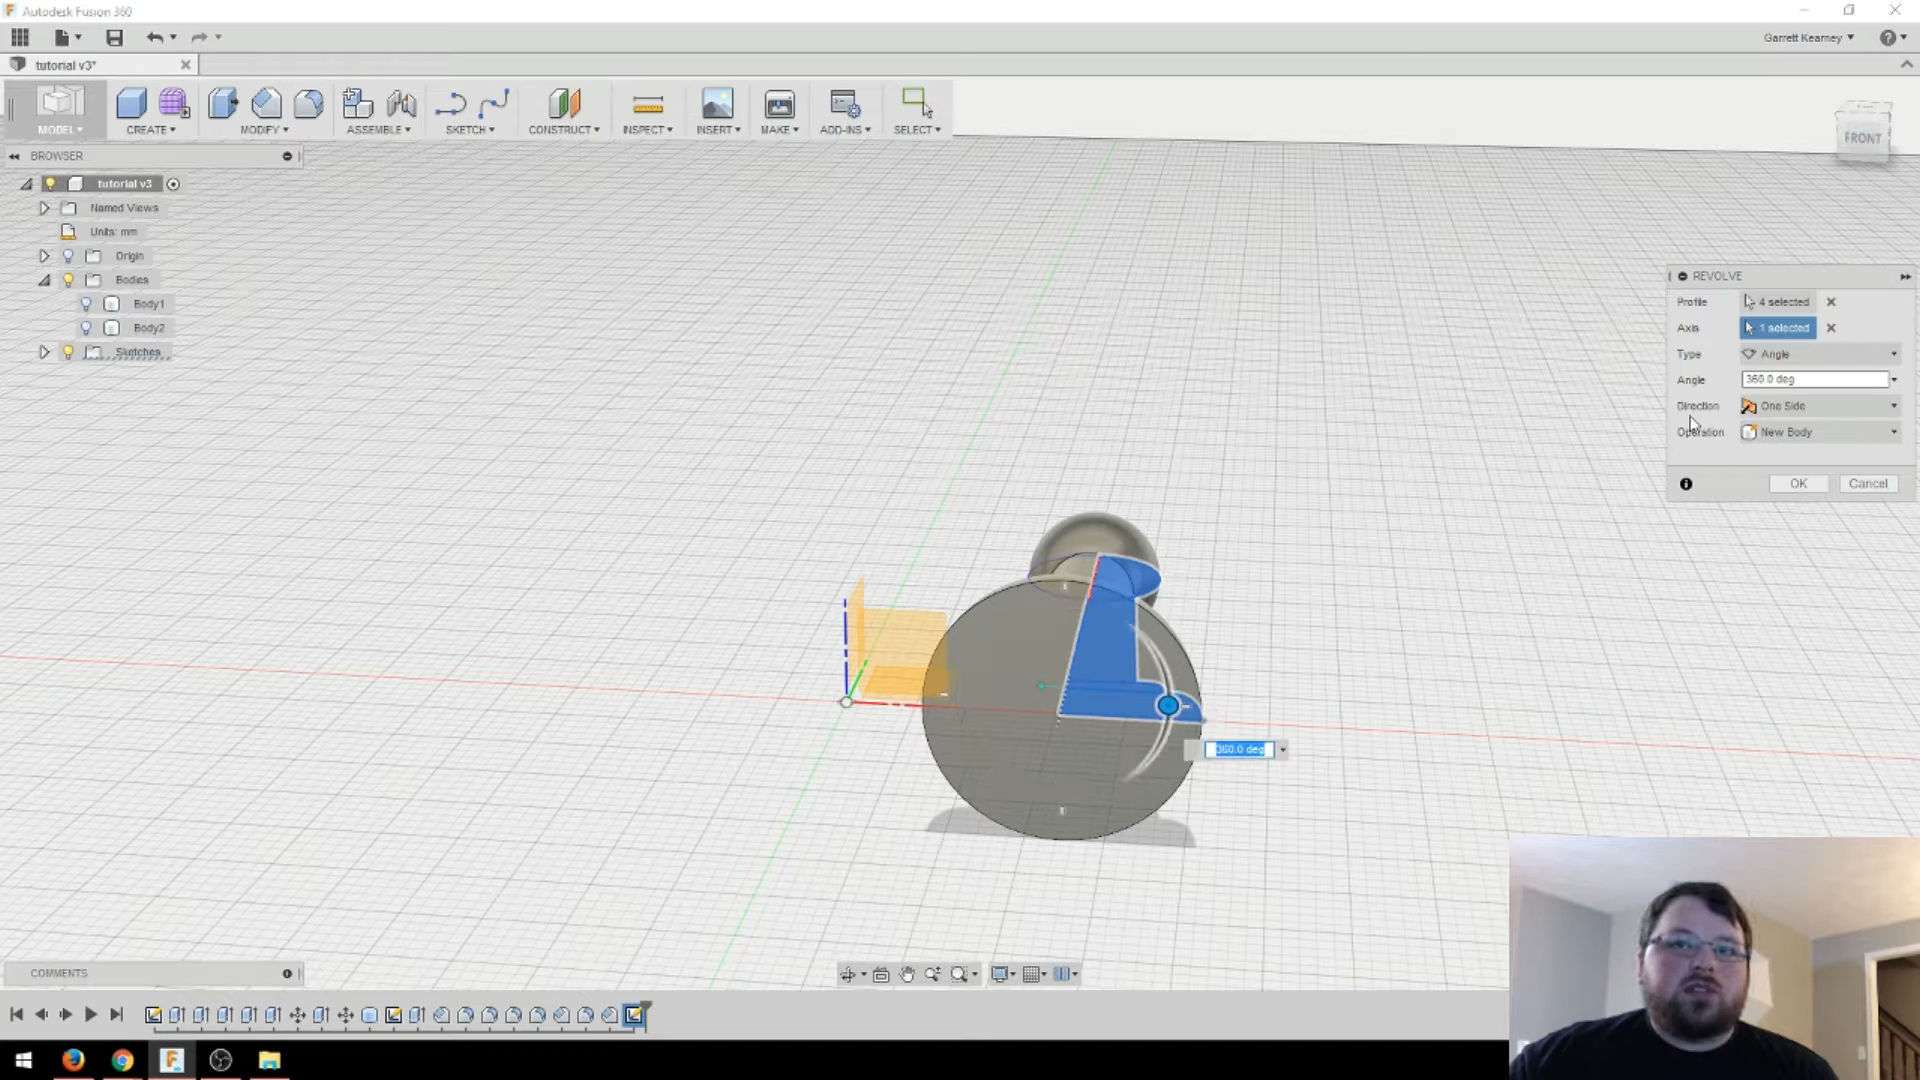 Autodesk Fusion 360
Garrett Kearney
tutorial v3*
MODEL
CREATE
MODIFY
ASSEMBLE
SKETCH
CONSTRUCT
INSPECT
INSERT
MAKE
ADD-INS
SELECT
FRONT
BROWSER
tutorial v3
Named Views
Units: mm
Origin
Bodies
Body1
Body2
Sketches
REVOLVE
Profile 4 selected
Axis 1 selected
Type Angle
Angle 360.0 deg
Direction One Side
Operation New Body
OK Cancel
360.0 deg
COMMENTS